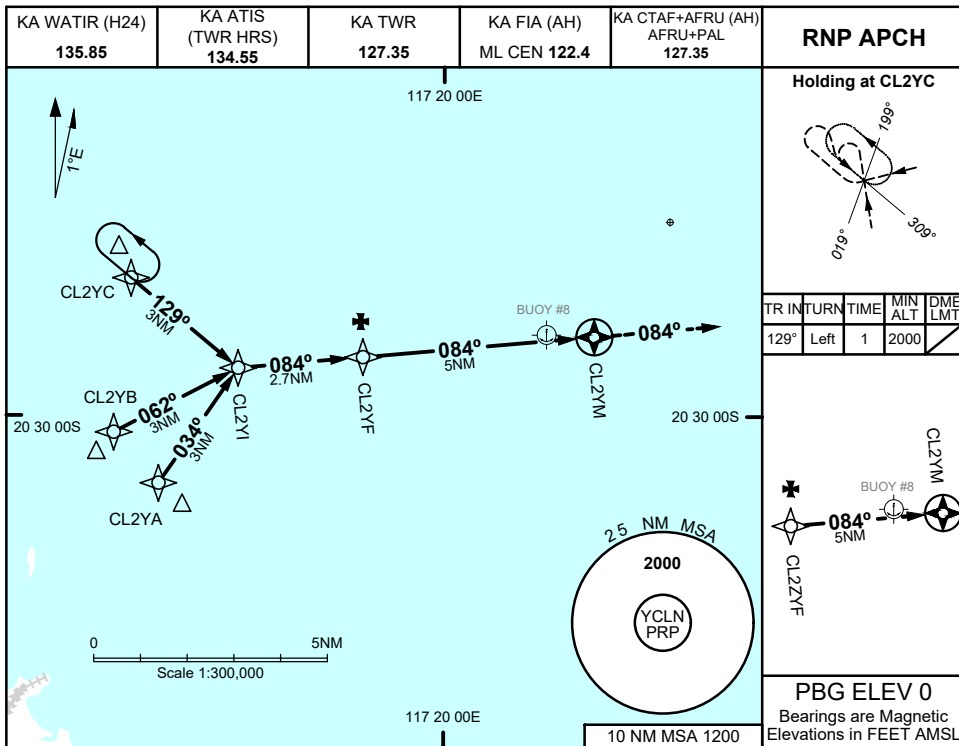 KA WATIR (H24)
135.85
KA ATIS
(TWR HRS)
134.55
KA TWR
127.35
KA FIA (AH)
ML CEN 122.4
KA CTAF+AFRU (AH)
AFRU+PAL
127.35
RNP APCH
117 20 00E
1°E
CL2YC
129°
3NM
CL2YB
062°
3NM
034°
3NM
CL2YA
CL2YI
084°
2.7NM
CL2YF
084°
5NM
BUOY #8
CL2YM
084°
20 30 00S
20 30 00S
25 NM MSA
2000
YCLN
PRP
0
5NM
Scale 1:300,000
117 20 00E
10 NM MSA 1200
Holding at CL2YC
199°
309°
019°
TR IN TURN TIME MIN ALT DME LMT
129° Left 1 2000
CL2YM
BUOY #8
084°
5NM
CL2ZYF
PBG ELEV 0
Bearings are Magnetic
Elevations in FEET AMSL